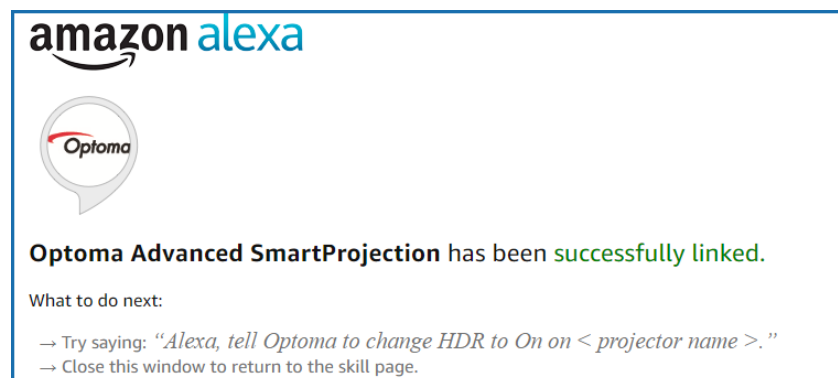 amazon alexa
Optoma
Optoma Advanced SmartProjection has been successfully linked.
What to do next:
→ Try saying: “Alexa, tell Optoma to change HDR to On on < projector name >.”
→ Close this window to return to the skill page.